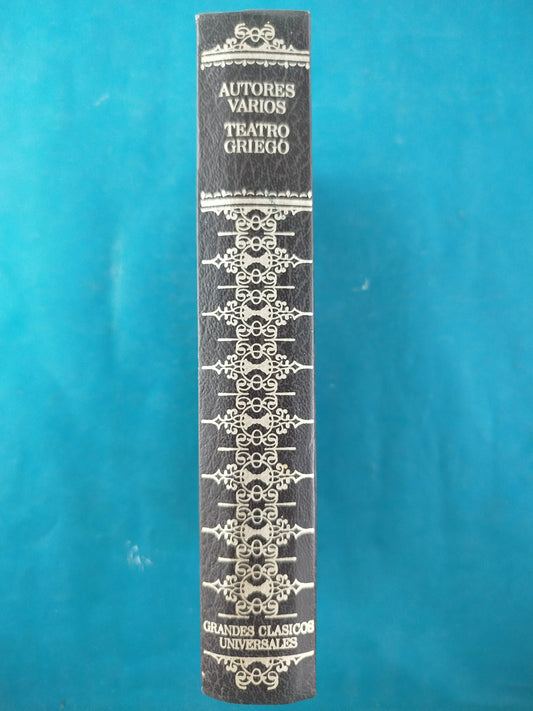 AUTORES
VARIOS
TEATRO
GRIEGO
GRANDES CLASICOS
UNIVERSALES